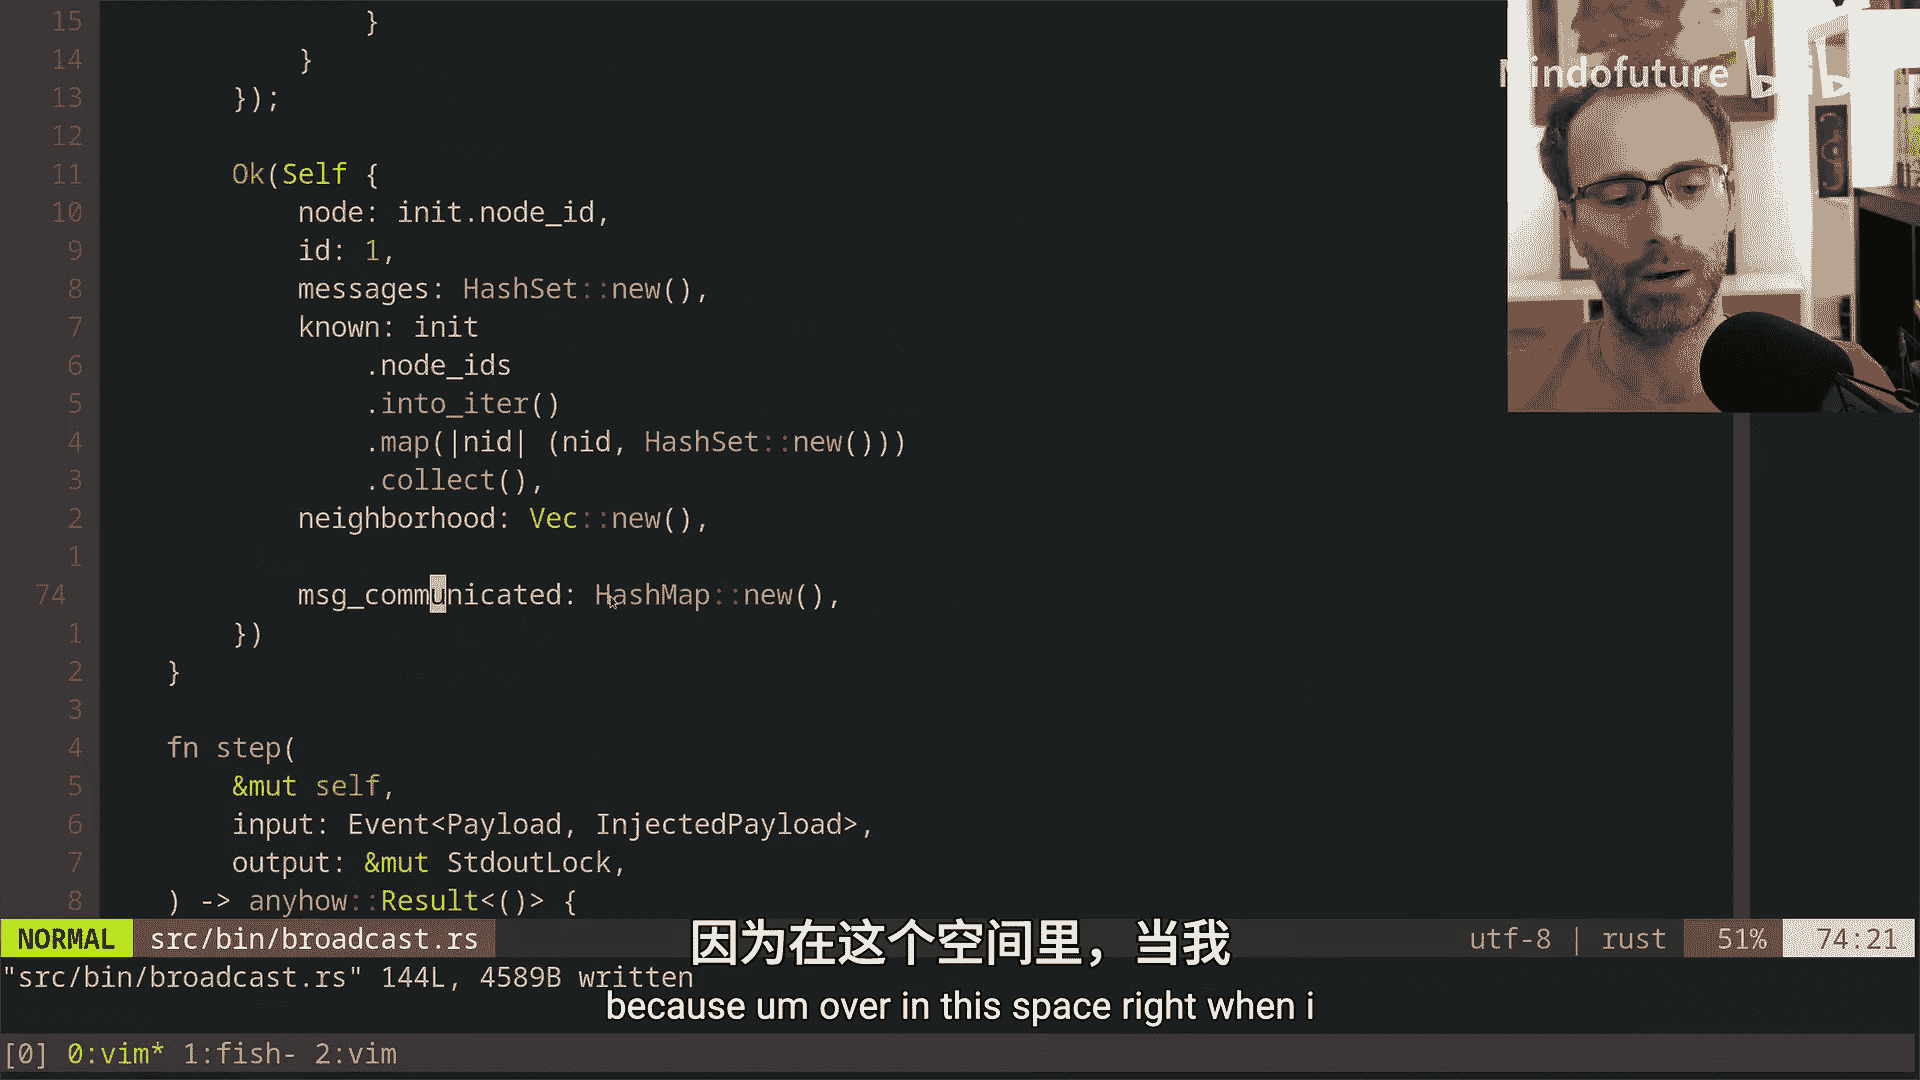 15 }
14 }
13 });
12
11 Ok(Self {
10 node: init.node_id,
9 id: 1,
8 messages: HashSet::new(),
7 known: init
6 .node_ids
5 .into_iter()
4 .map(|nid| (nid, HashSet::new()))
3 .collect(),
2 neighborhood: Vec::new(),
1
74 msg_communicated: HashMap::new(),
1 })
2 }
3
4 fn step(
5 &mut self,
6 input: Event<Payload, InjectedPayload>,
7 output: &mut StdoutLock,
8 ) -> anyhow::Result<()> {
Mindofuture
NORMAL src/bin/broadcast.rs utf-8 | rust 51% 74:21
因为在这个空间里，当我
"src/bin/broadcast.rs" 144L, 4589B written
because um over in this space right when i
[0] 0:vim* 1:fish- 2:vim